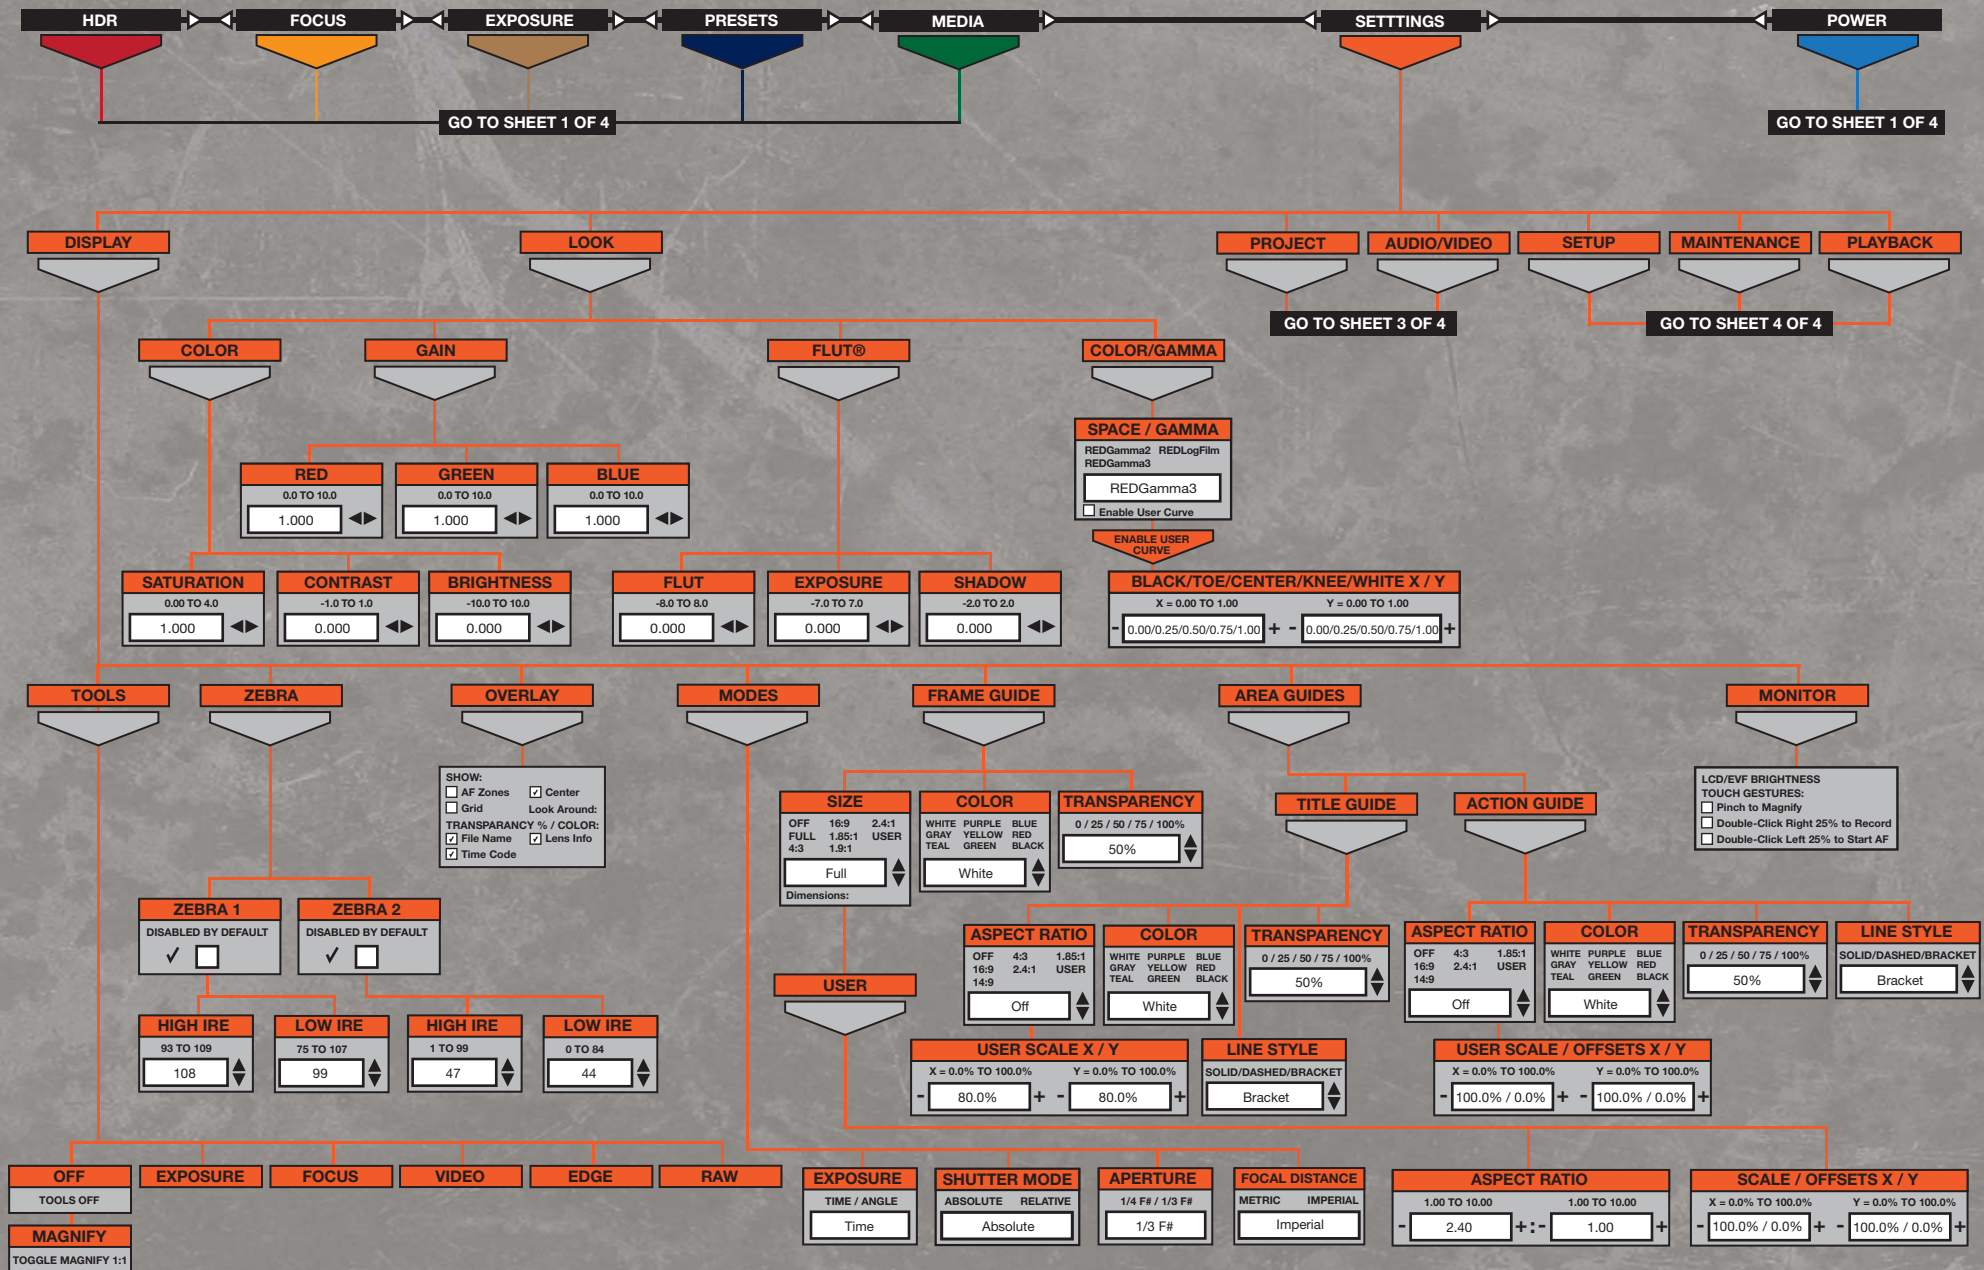 HDR FOCUS EXPOSURE PRESETS MEDIA SETTTINGS POWER
GO TO SHEET 1 OF 4 GO TO SHEET 1 OF 4
DISPLAY LOOK PROJECT AUDIO/VIDEO SETUP MAINTENANCE PLAYBACK
GO TO SHEET 3 OF 4 GO TO SHEET 4 OF 4
COLOR GAIN FLUT® COLOR/GAMMA
SPACE / GAMMA
REDGamma2 REDLogFilm
REDGamma3
REDGamma3
Enable User Curve
RED GREEN BLUE
0.0 TO 10.0 0.0 TO 10.0 0.0 TO 10.0
1.000 1.000 1.000
ENABLE USER
CURVE
SATURATION CONTRAST BRIGHTNESS FLUT EXPOSURE SHADOW BLACK/TOE/CENTER/KNEE/WHITE X / Y
0.00 TO 4.0 -1.0 TO 1.0 -10.0 TO 10.0 -8.0 TO 8.0 -7.0 TO 7.0 -2.0 TO 2.0 X = 0.00 TO 1.00 Y = 0.00 TO 1.00
1.000 0.000 0.000 0.000 0.000 0.000 - 0.00/0.25/0.50/0.75/1.00 + - 0.00/0.25/0.50/0.75/1.00 +
TOOLS ZEBRA OVERLAY MODES FRAME GUIDE AREA GUIDES MONITOR
SHOW:
AF Zones ✓ Center
Grid Look Around:
TRANSPARANCY % / COLOR:
✓ File Name ✓ Lens Info
✓ Time Code
LCD/EVF BRIGHTNESS
TOUCH GESTURES:
Pinch to Magnify
Double-Click Right 25% to Record
Double-Click Left 25% to Start AF
SIZE
OFF 16:9 2.4:1
FULL 1.85:1 USER
4:3 1.9:1
Full
Dimensions:
COLOR
WHITE PURPLE BLUE
GRAY YELLOW RED
TEAL GREEN BLACK
White
TRANSPARENCY
0 / 25 / 50 / 75 / 100%
50%
TITLE GUIDE ACTION GUIDE
ZEBRA 1 ZEBRA 2
DISABLED BY DEFAULT DISABLED BY DEFAULT
✓ ✓
ASPECT RATIO
OFF 4:3 1.85:1
16:9 2.4:1 USER
14:9
Off
COLOR
WHITE PURPLE BLUE
GRAY YELLOW RED
TEAL GREEN BLACK
White
TRANSPARENCY
0 / 25 / 50 / 75 / 100%
50%
ASPECT RATIO
OFF 4:3 1.85:1
16:9 2.4:1 USER
14:9
Off
COLOR
WHITE PURPLE BLUE
GRAY YELLOW RED
TEAL GREEN BLACK
White
TRANSPARENCY
0 / 25 / 50 / 75 / 100%
50%
LINE STYLE
SOLID/DASHED/BRACKET
Bracket
USER
HIGH IRE LOW IRE HIGH IRE LOW IRE
93 TO 109 75 TO 107 1 TO 99 0 TO 84
108 99 47 44
USER SCALE X / Y
X = 0.0% TO 100.0% Y = 0.0% TO 100.0%
- 80.0% + - 80.0% +
LINE STYLE
SOLID/DASHED/BRACKET
Bracket
USER SCALE / OFFSETS X / Y
X = 0.0% TO 100.0% Y = 0.0% TO 100.0%
- 100.0% / 0.0% + - 100.0% / 0.0% +
OFF EXPOSURE FOCUS VIDEO EDGE RAW
TOOLS OFF
MAGNIFY
TOGGLE MAGNIFY 1:1
EXPOSURE
TIME / ANGLE
Time
SHUTTER MODE
ABSOLUTE RELATIVE
Absolute
APERTURE
1/4 F# / 1/3 F#
1/3 F#
FOCAL DISTANCE
METRIC IMPERIAL
Imperial
ASPECT RATIO
1.00 TO 10.00 1.00 TO 10.00
- 2.40 +:- 1.00 +
SCALE / OFFSETS X / Y
X = 0.0% TO 100.0% Y = 0.0% TO 100.0%
- 100.0% / 0.0% + - 100.0% / 0.0% +